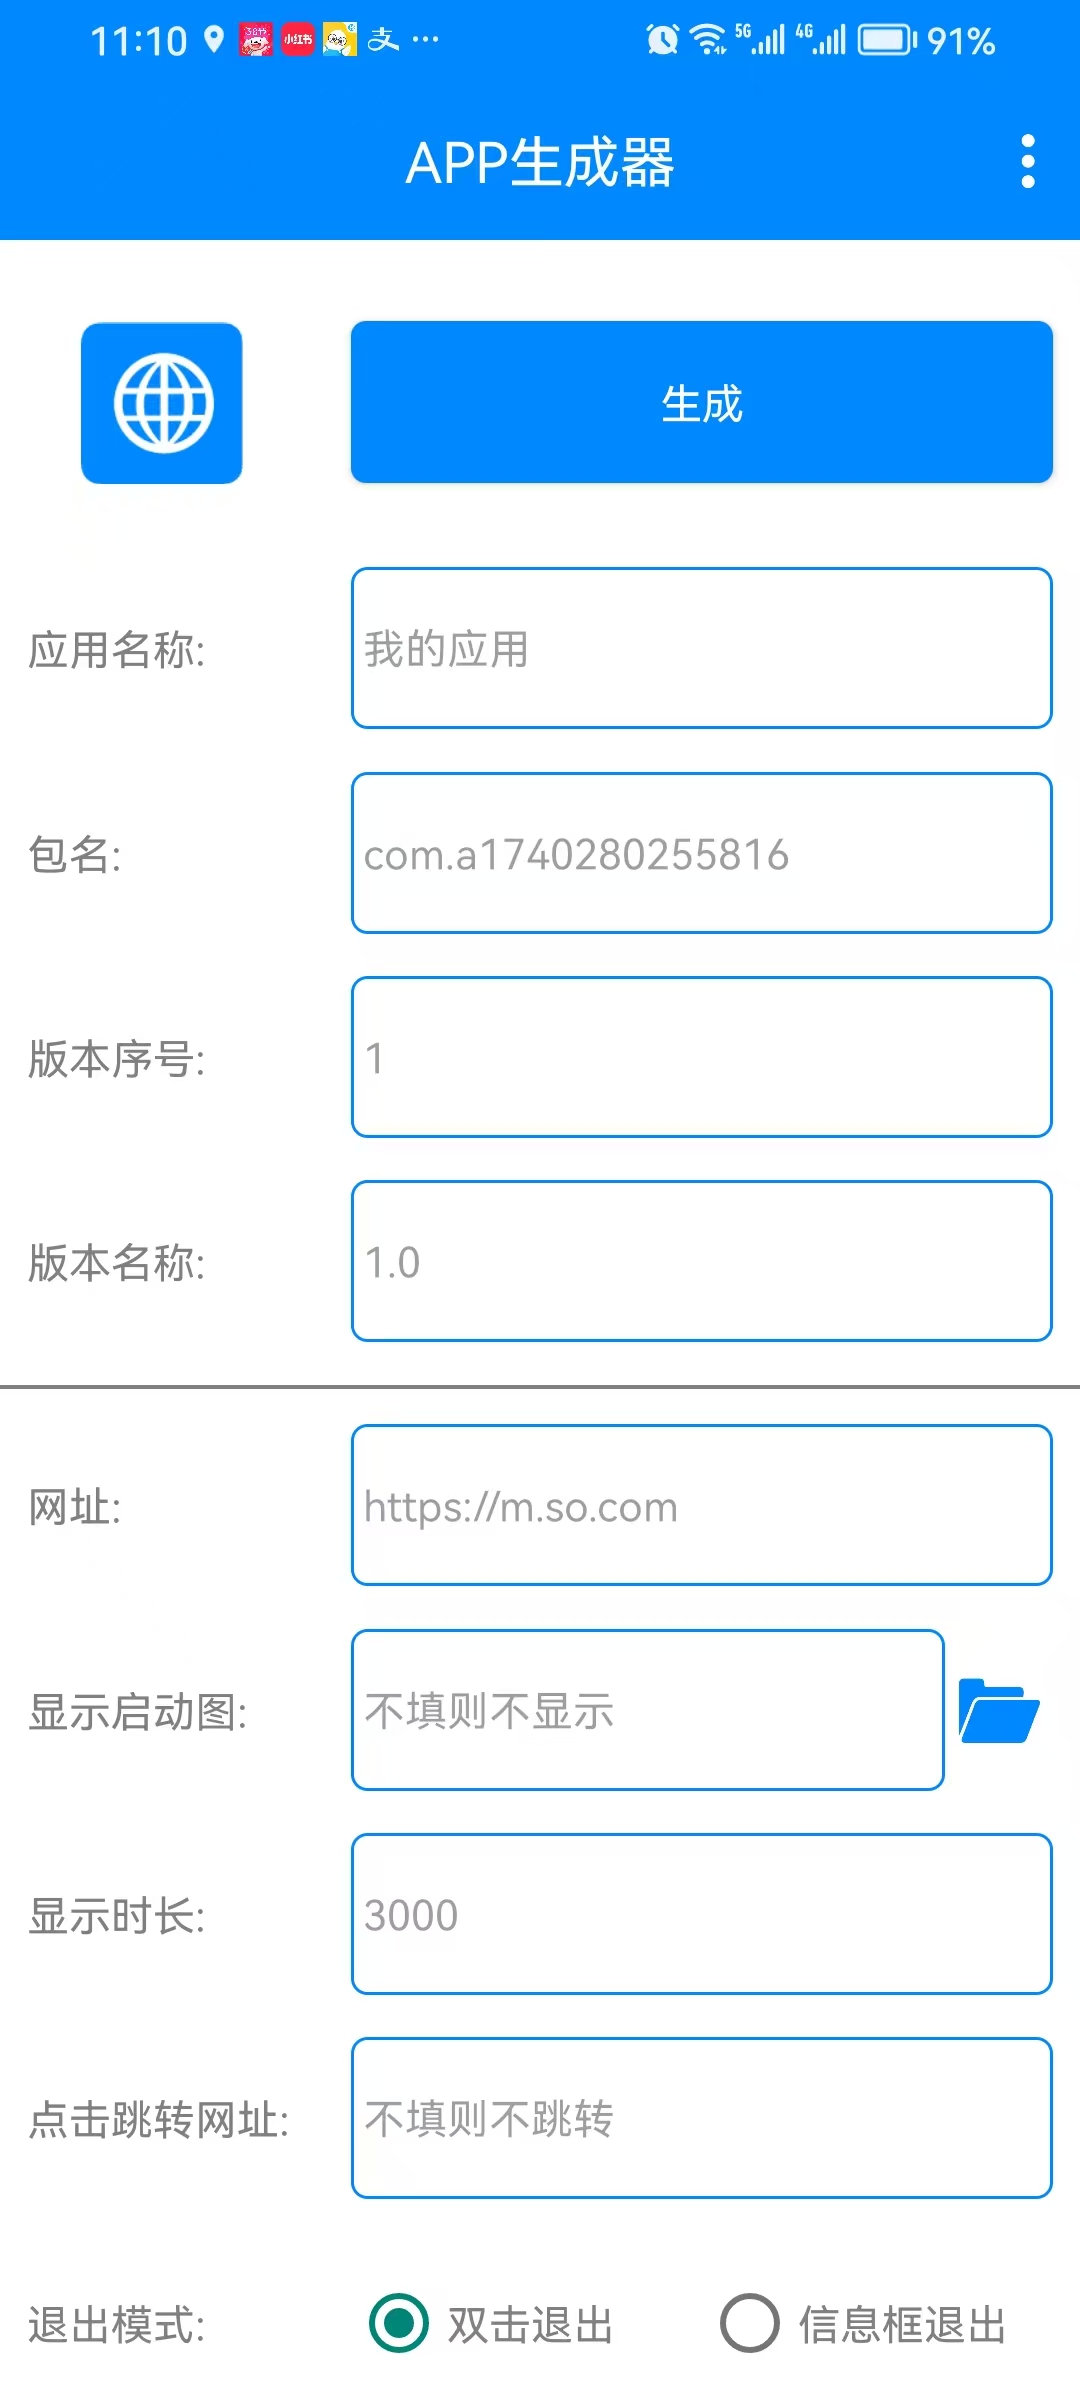 11:10 小红书 支 ... 5G 4G 91%
APP生成器
生成
应用名称: 我的应用
包名: com.a1740280255816
版本序号: 1
版本名称: 1.0
网址: https://m.so.com
显示启动图: 不填则不显示
显示时长: 3000
点击跳转网址: 不填则不跳转
退出模式: 双击退出 信息框退出